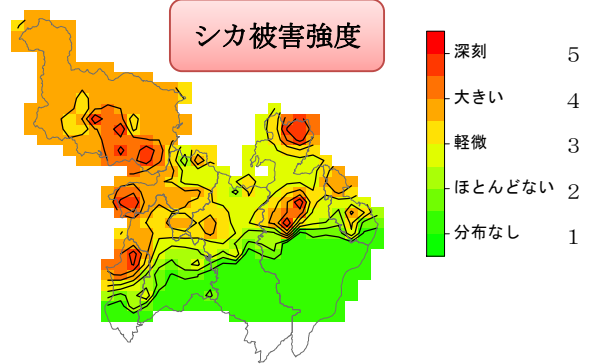 シカ被害強度
深刻 5
大きい 4
軽微 3
ほとんどない 2
分布なし 1